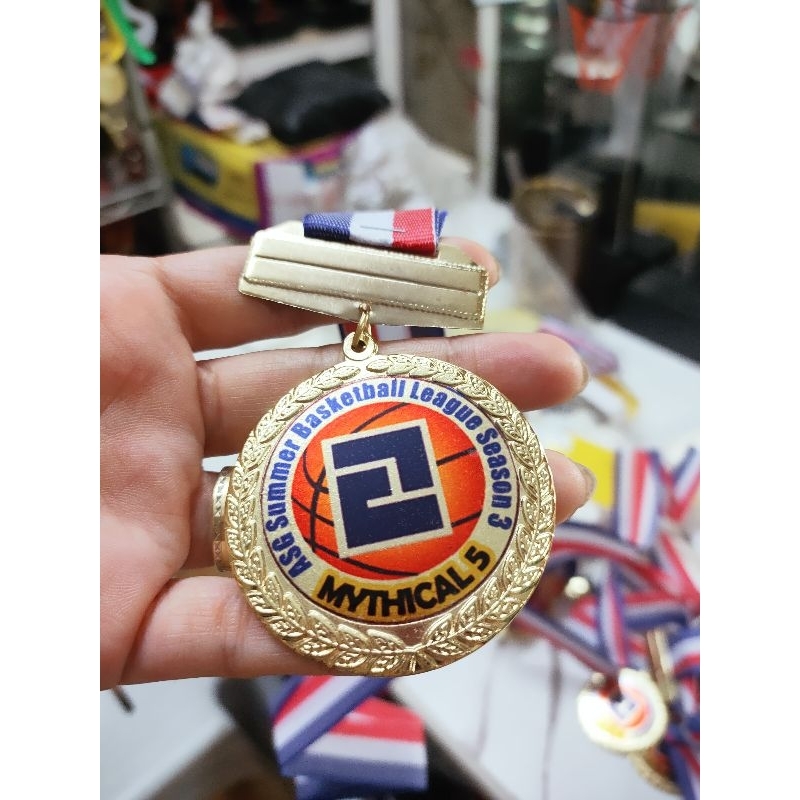 ASG Summer Basketball League Season 3
MYTHICAL 5